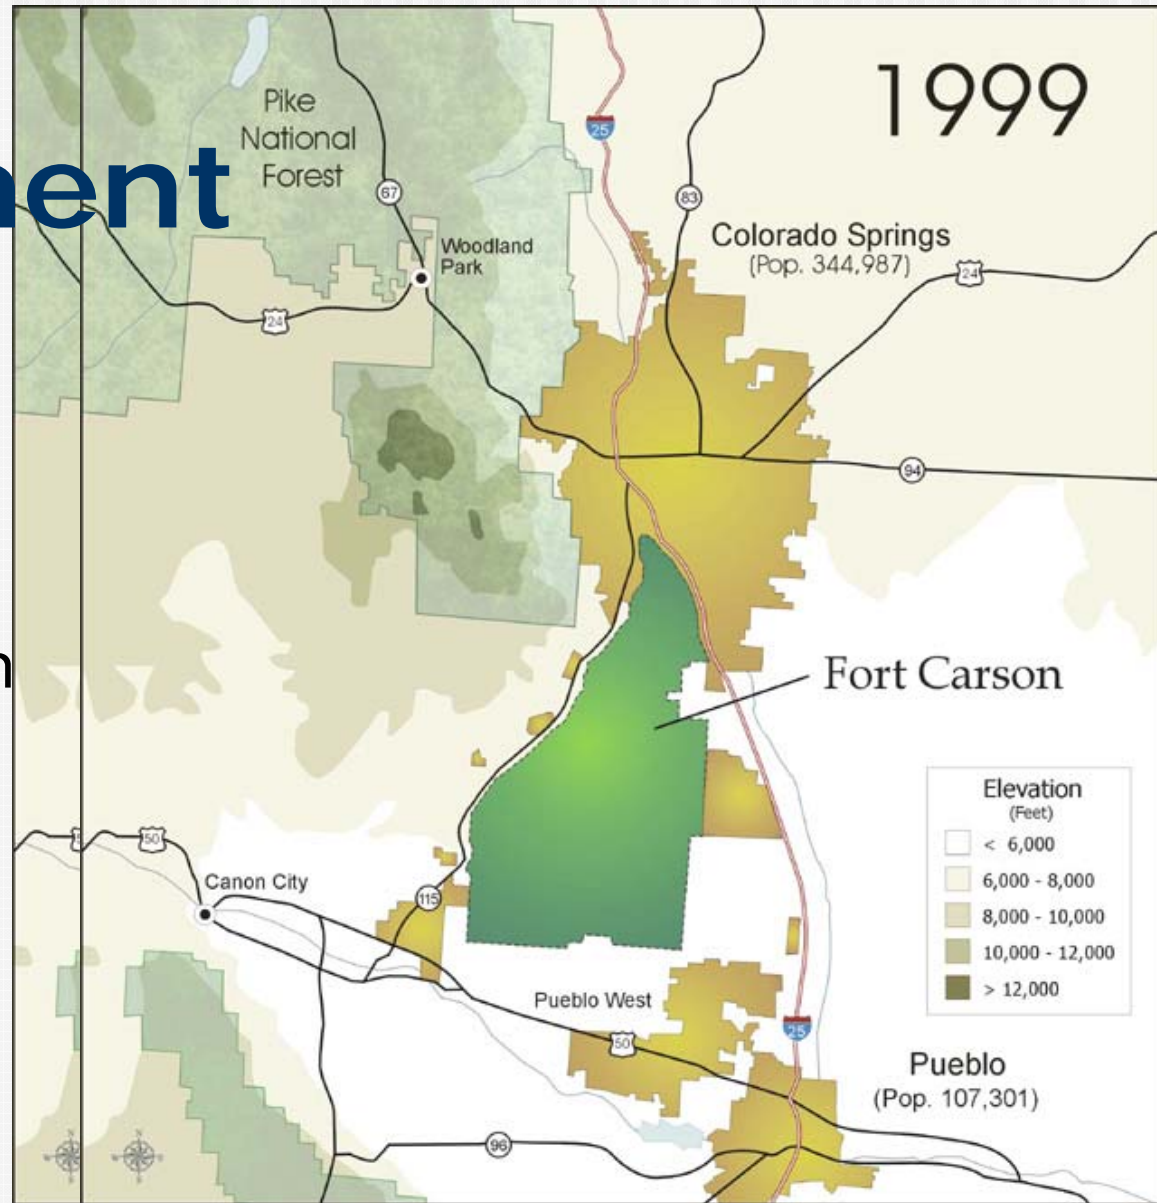 1999
Pike
National
Forest
ment
25
67
83
Woodland
Park
Colorado Springs
(Pop. 344,987)
24
24
94
n
Fort Carson
Elevation
(Feet)
< 6,000
6,000 - 8,000
8,000 - 10,000
10,000 - 12,000
> 12,000
50
Canon City
115
Pueblo West
50
25
Pueblo
(Pop. 107,301)
96